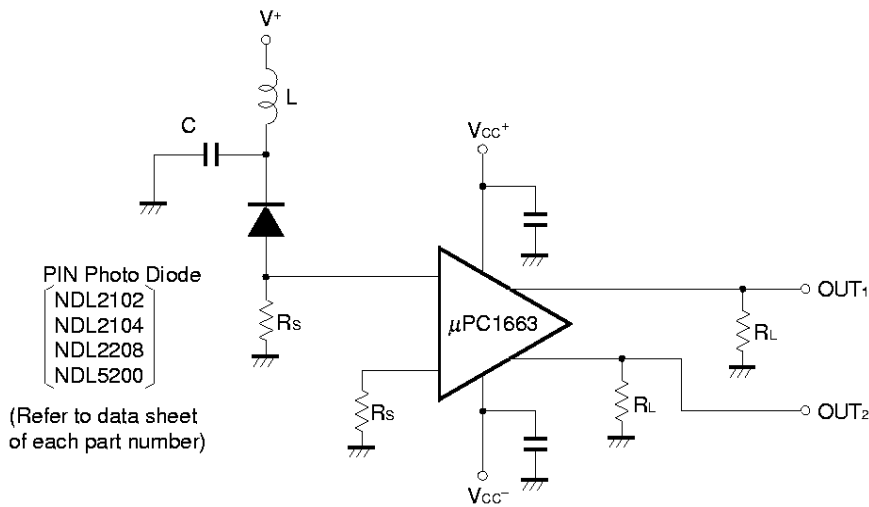 V+
L
C
VCC+
PIN Photo Diode
NDL2102
NDL2104
NDL2208
NDL5200
(Refer to data sheet
of each part number)
RS
μPC1663
OUT1
RL
RS
RL
OUT2
VCC−